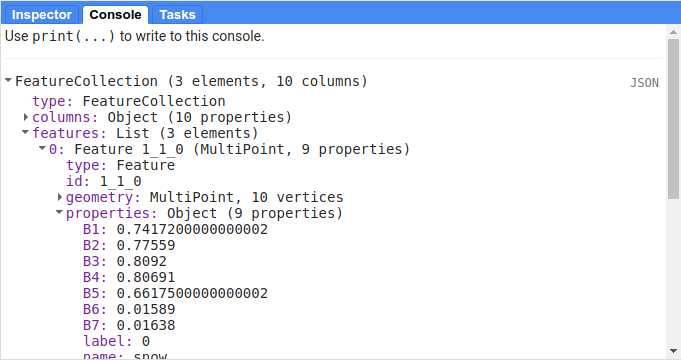 Inspector Console Tasks
Use print(...) to write to this console.
FeatureCollection (3 elements, 10 columns) JSON
type: FeatureCollection
columns: Object (10 properties)
features: List (3 elements)
0: Feature 1_1_0 (MultiPoint, 9 properties)
type: Feature
id: 1_1_0
geometry: MultiPoint, 10 vertices
properties: Object (9 properties)
B1: 0.7417200000000002
B2: 0.77559
B3: 0.8092
B4: 0.80691
B5: 0.6617500000000002
B6: 0.01589
B7: 0.01638
label: 0
name: snow